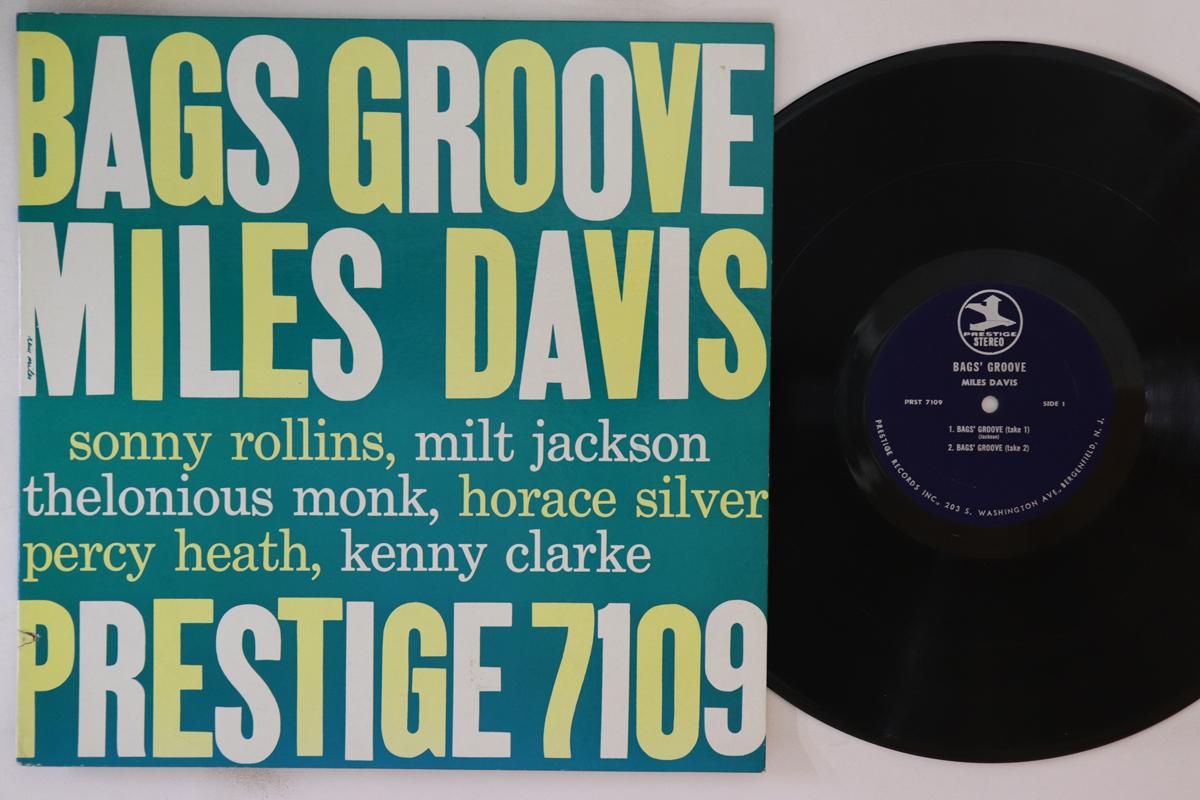 BAGS GROOVE
MILES DAVIS
sonny rollins, milt jackson
thelonious monk, horace silver
percy heath, kenny clarke
PRESTIGE 7109
PRESTIGE
STEREO
BAGS' GROOVE
MILES DAVIS
PRST 7109
SIDE 1
1. BAGS' GROOVE (take 1)
(Jackson)
2. BAGS' GROOVE (take 2)
PRESTIGE RECORDS INC., 203 S. WASHINGTON AVE., BERGENFIELD, N. J.